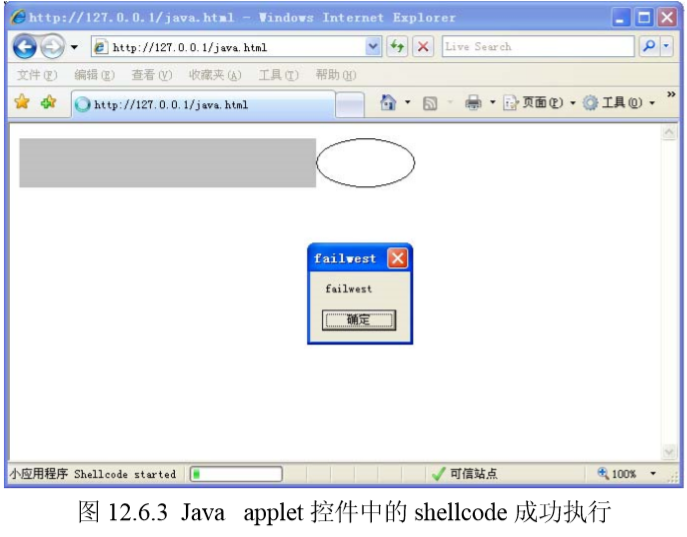 http://127.0.0.1/java.html - Windows Internet Explorer
http://127.0.0.1/java.html
Live Search
文件(F) 编辑(E) 查看(V) 收藏夹(A) 工具(T) 帮助(H)
http://127.0.0.1/java.html
页面(P) 工具(O) »
failwest
failwest
确定
小应用程序 Shellcode started
可信站点
100%
图 12.6.3 Java applet 控件中的 shellcode 成功执行